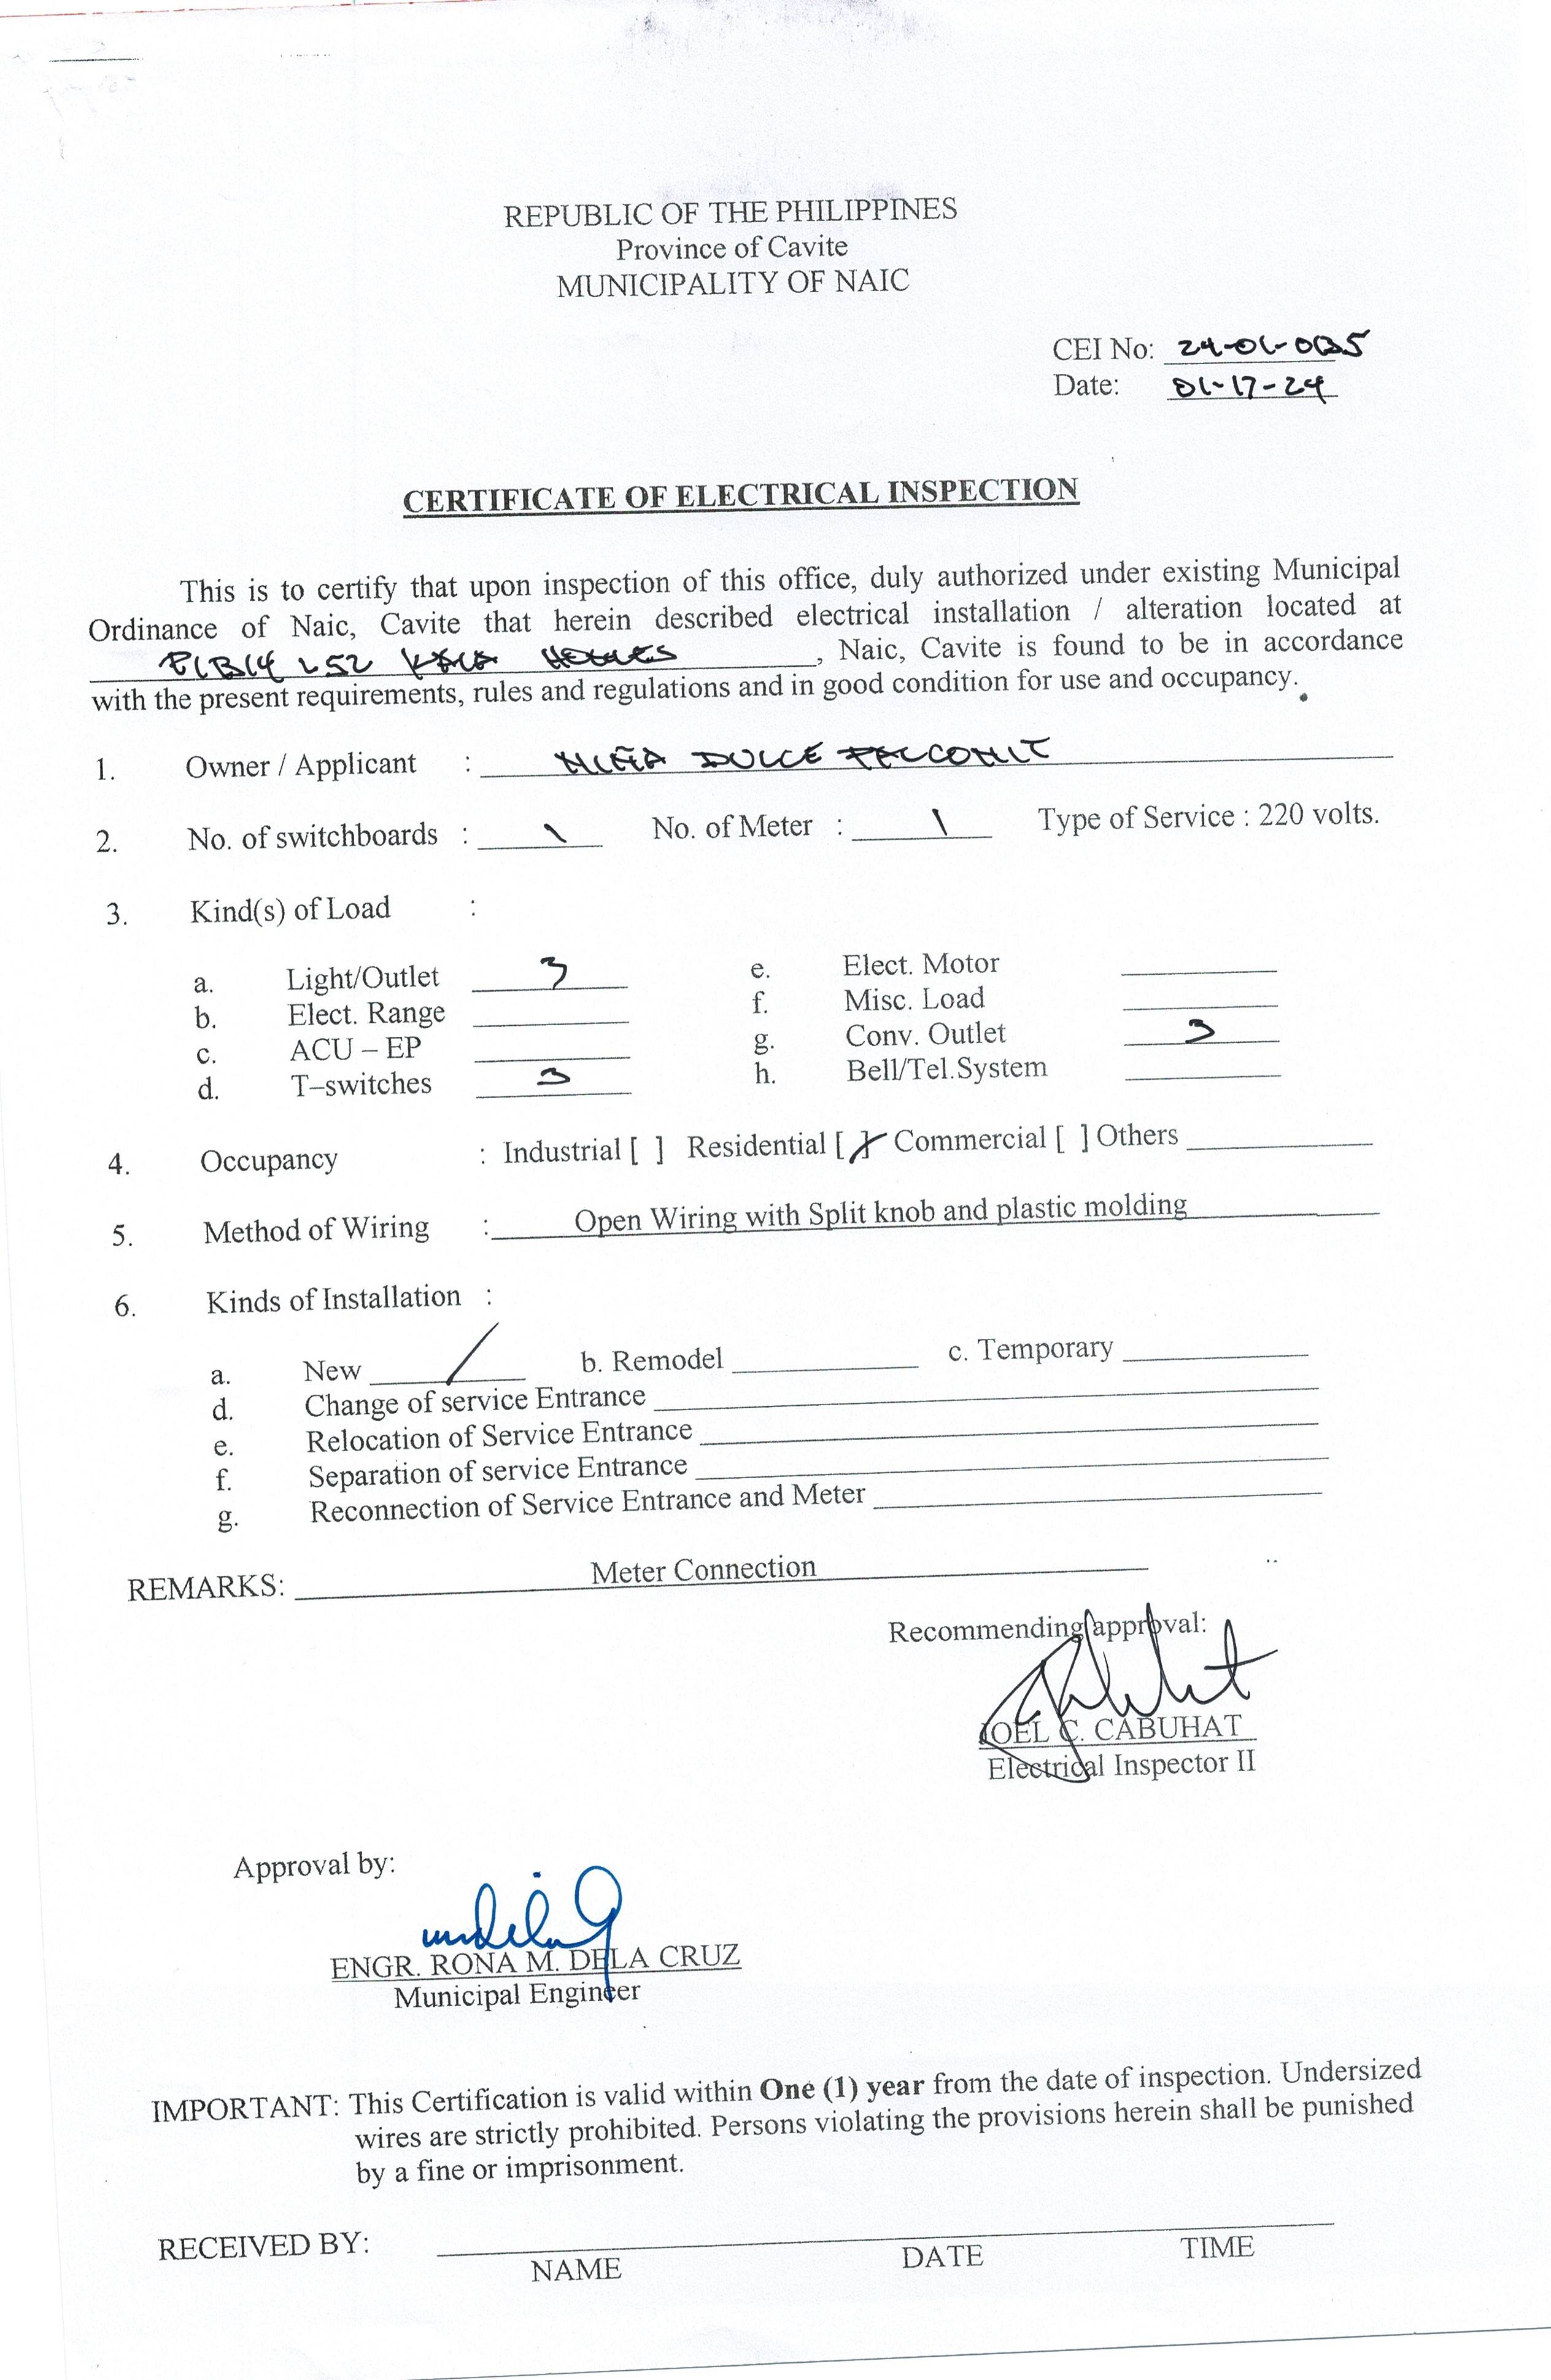 REPUBLIC OF THE PHILIPPINES
Province of Cavite
MUNICIPALITY OF NAIC
CEI No:
Date: 01-17-24
CERTIFICATE OF ELECTRICAL INSPECTION
This is to certify that upon inspection of this office, duly authorized under existing Municipal
Ordinance of Naic, Cavite that herein described electrical installation / alteration located at
L52 HOMES, Naic, Cavite is found to be in accordance
with the present requirements, rules and regulations and in good condition for use and occupancy.
1. Owner / Applicant : NIÑA DULCE
2. No. of switchboards : 1 No. of Meter : 1 Type of Service : 220 volts.
3. Kind(s) of Load :
a. Light/Outlet 3 e. Elect. Motor
b. Elect. Range f. Misc. Load
c. ACU – EP g. Conv. Outlet 3
d. T–switches 3 h. Bell/Tel.System
4. Occupancy : Industrial [ ] Residential [/] Commercial [ ] Others
5. Method of Wiring : Open Wiring with Split knob and plastic molding
6. Kinds of Installation :
a. New / b. Remodel c. Temporary
d. Change of service Entrance
e. Relocation of Service Entrance
f. Separation of service Entrance
g. Reconnection of Service Entrance and Meter
REMARKS: Meter Connection
Recommending approval:
JOEL C. CABUHAT
Electrical Inspector II
Approval by:
ENGR. RONA M. DELA CRUZ
Municipal Engineer
IMPORTANT: This Certification is valid within One (1) year from the date of inspection. Undersized
wires are strictly prohibited. Persons violating the provisions herein shall be punished
by a fine or imprisonment.
RECEIVED BY:
NAME DATE TIME